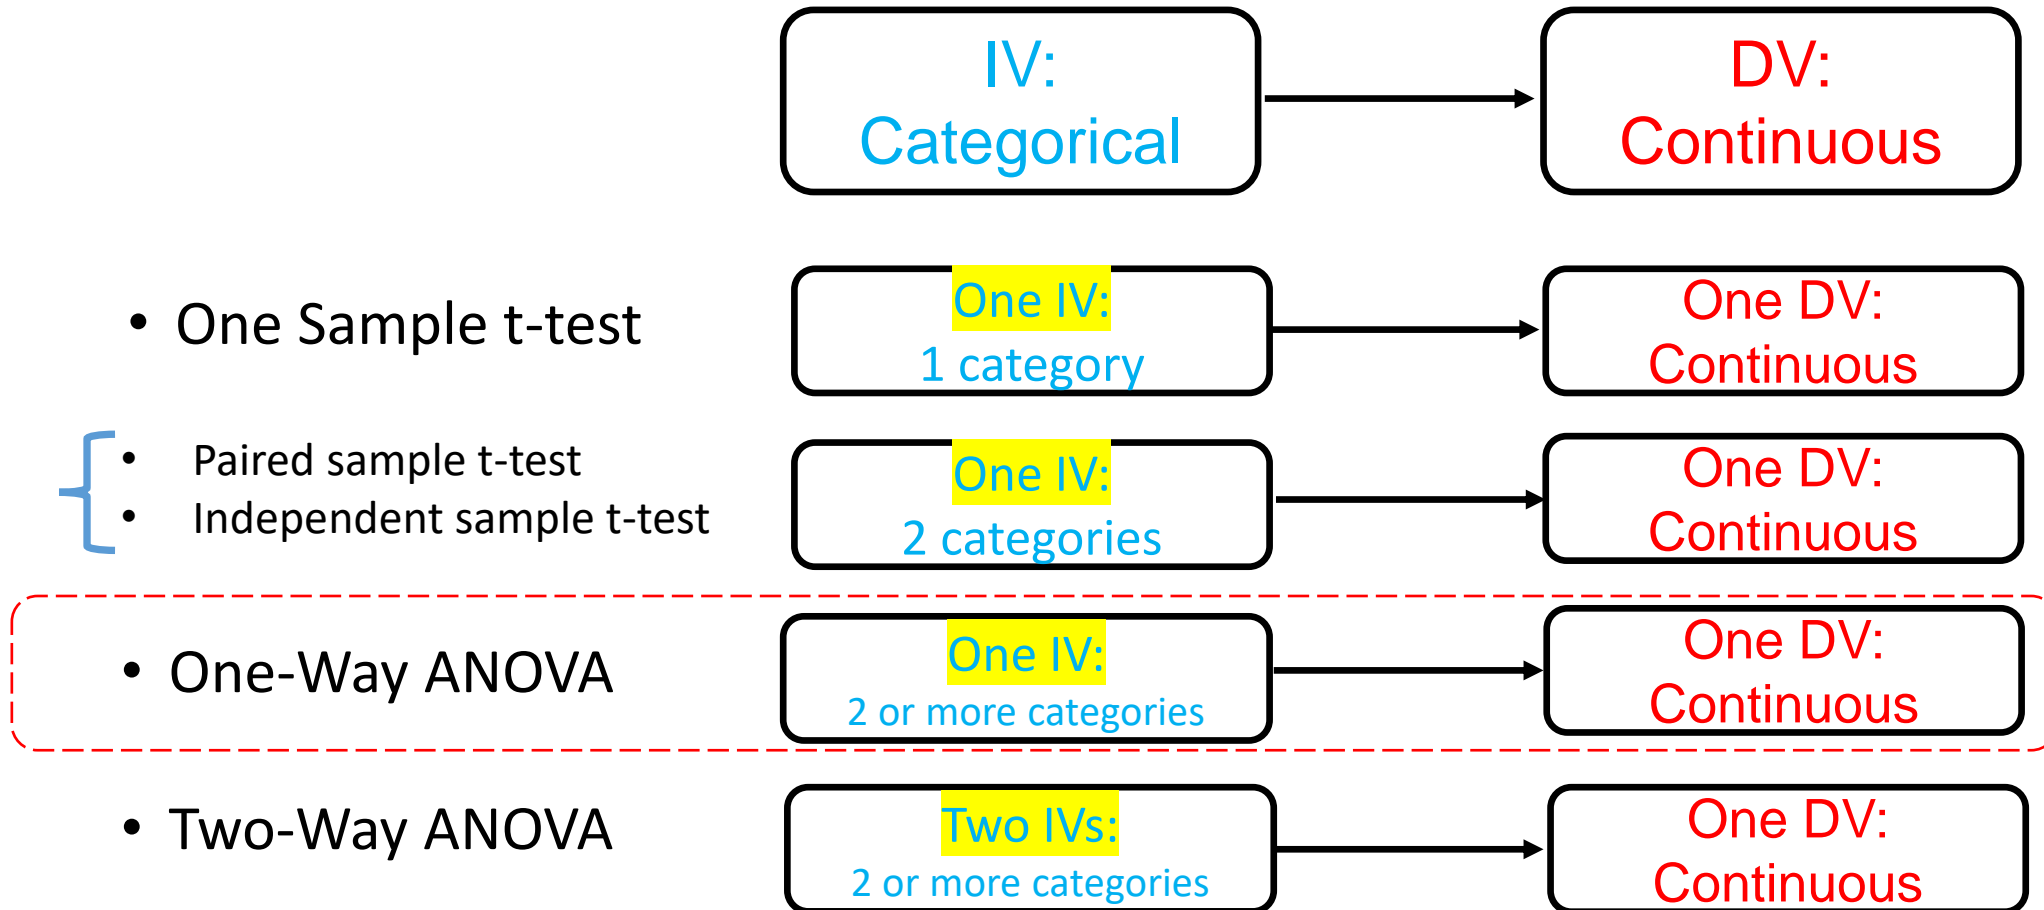 IV:
Categorical
DV:
Continuous
• One Sample t-test
One IV:
1 category
One DV:
Continuous
• Paired sample t-test
• Independent sample t-test
One IV:
2 categories
One DV:
Continuous
• One-Way ANOVA
One IV:
2 or more categories
One DV:
Continuous
• Two-Way ANOVA
Two IVs:
2 or more categories
One DV:
Continuous